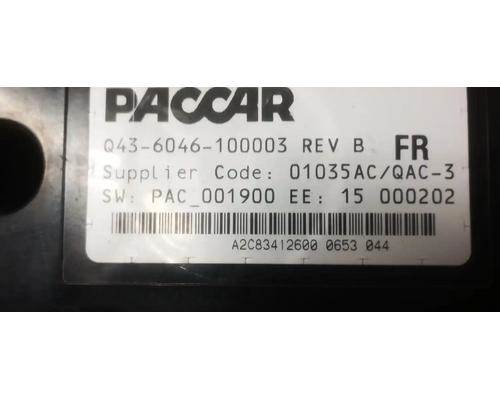 PACCAR
Q43-6046-100003 REV B FR
Supplier Code: 01035AC/QAC-3
SW: PAC_001900 EE: 15 000202
A2C83412600 0653 044